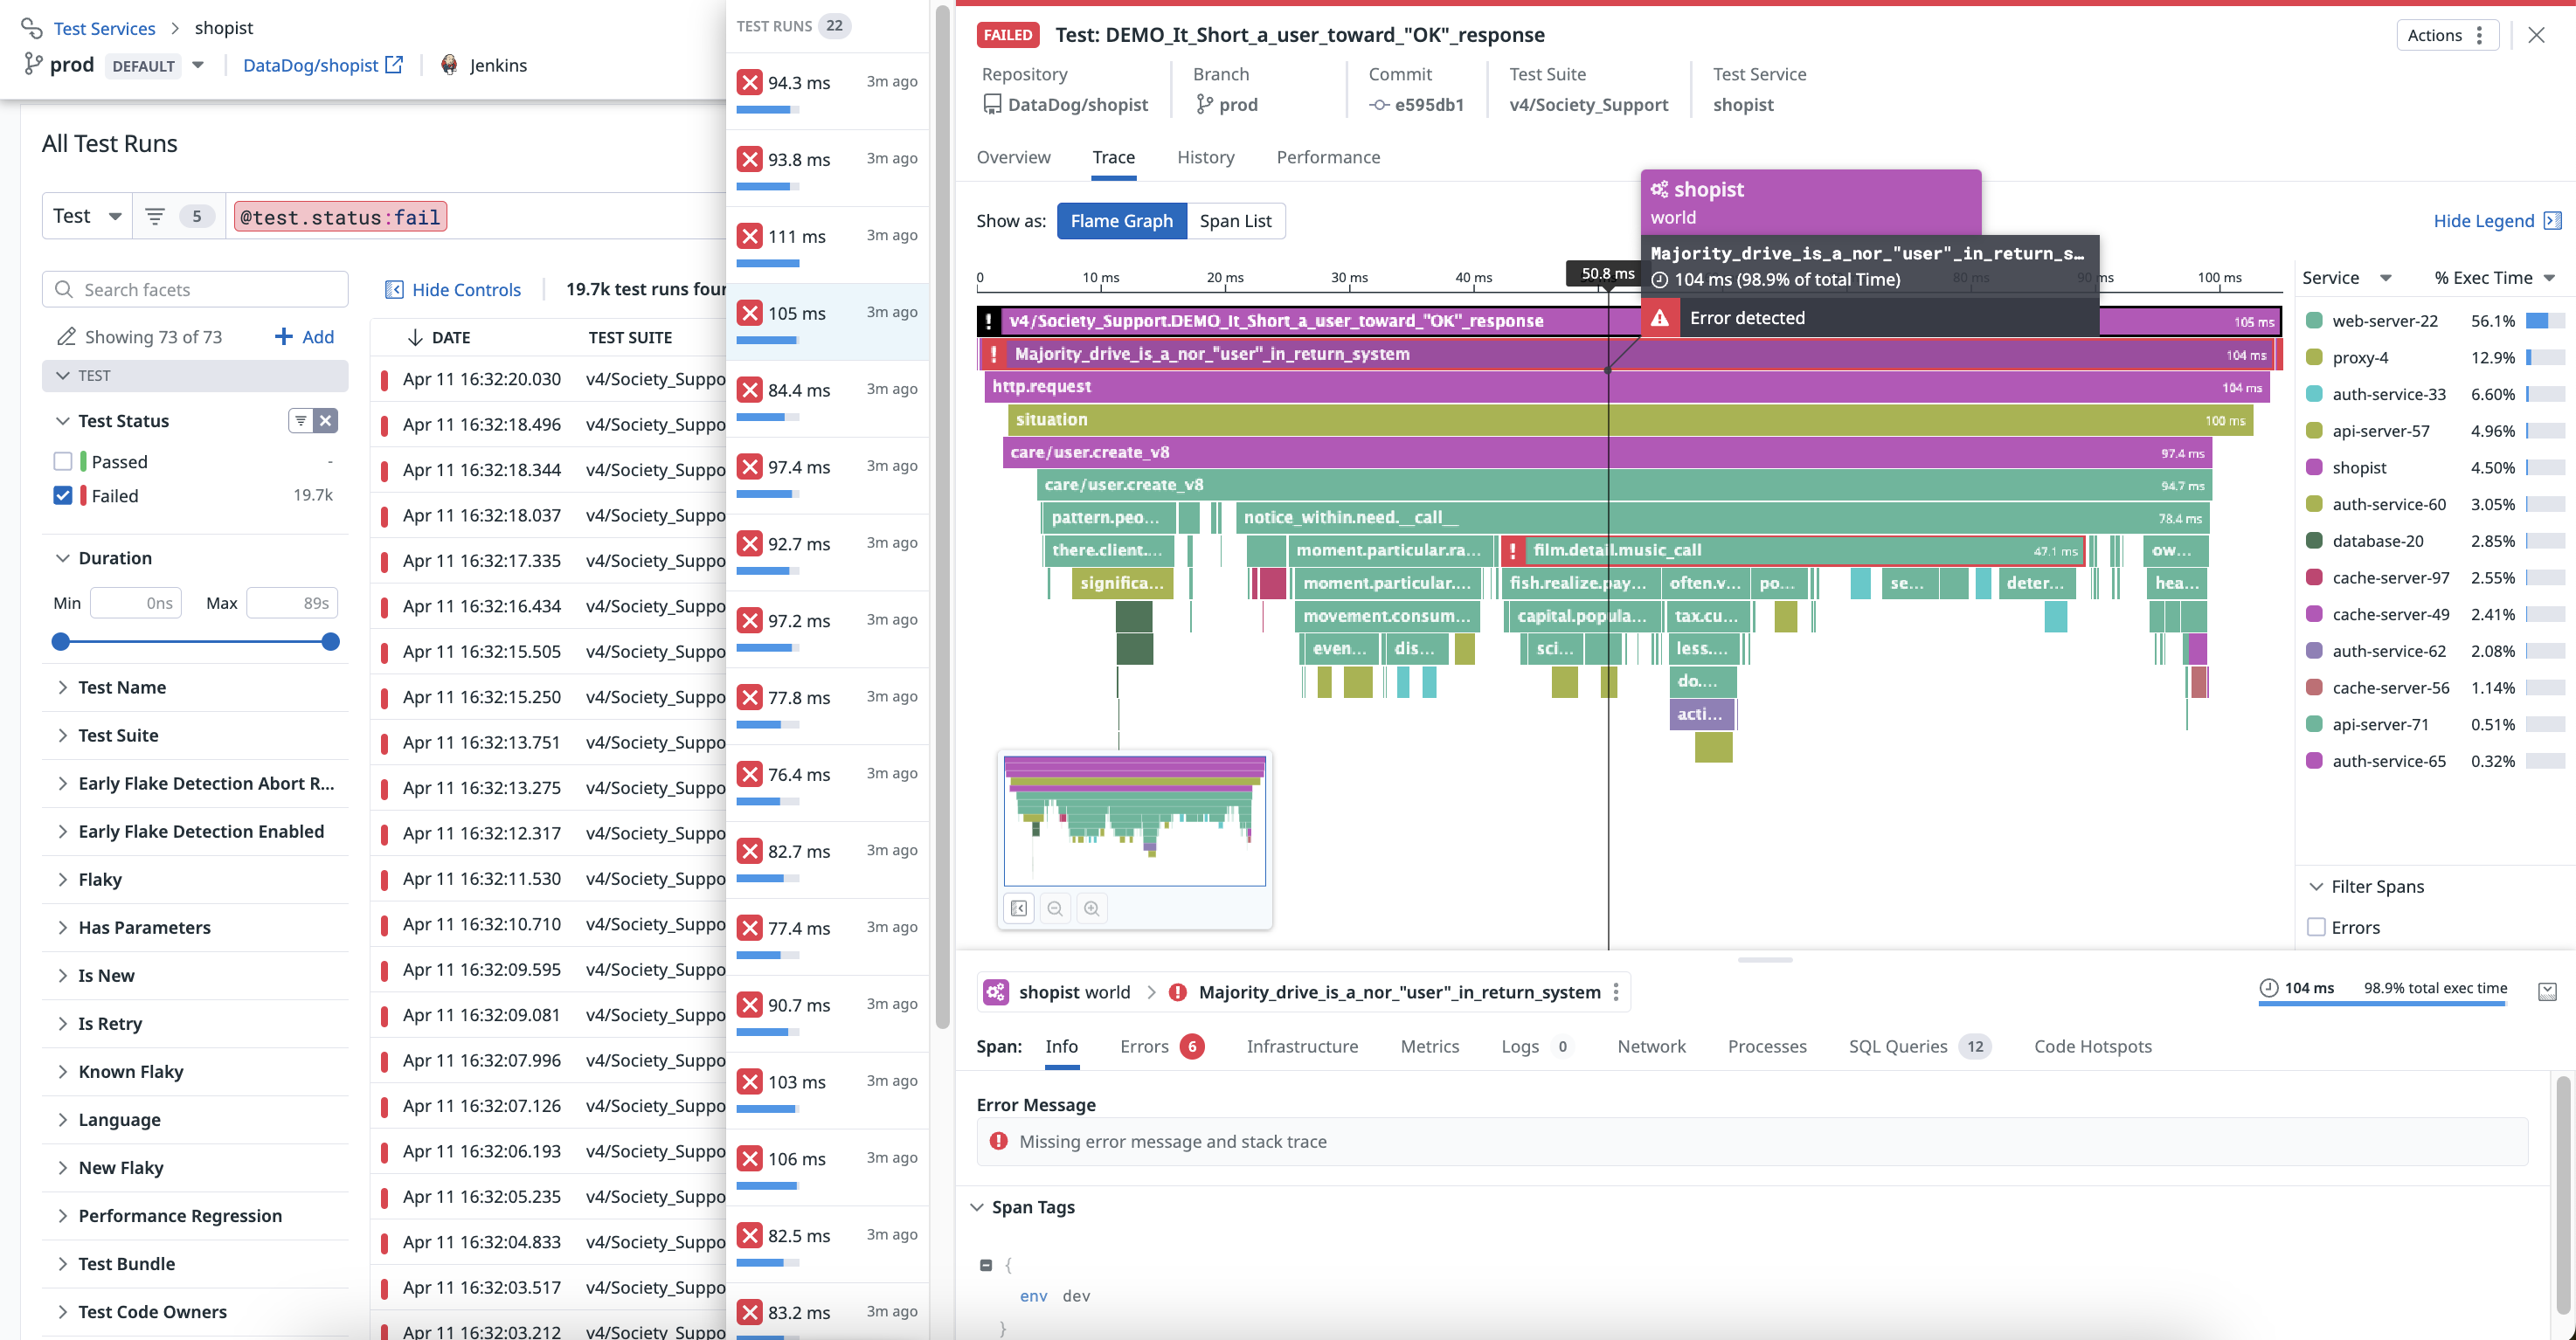 Test Services > shopist
prod DEFAULT DataDog/shopist Jenkins
All Test Runs
Test 5 @test.status:fail
Search facets
Showing 73 of 73 + Add
TEST
Test Status
Passed -
Failed 19.7k
Duration
Min 0ns Max 89s
Test Name
Test Suite
Early Flake Detection Abort R...
Early Flake Detection Enabled
Flaky
Has Parameters
Is New
Is Retry
Known Flaky
Language
New Flaky
Performance Regression
Test Bundle
Test Code Owners
Hide Controls 19.7k test runs four
DATE TEST SUITE
Apr 11 16:32:20.030 v4/Society_Suppo
Apr 11 16:32:18.496 v4/Society_Suppo
Apr 11 16:32:18.344 v4/Society_Suppo
Apr 11 16:32:18.037 v4/Society_Suppo
Apr 11 16:32:17.335 v4/Society_Suppo
Apr 11 16:32:16.434 v4/Society_Suppo
Apr 11 16:32:15.505 v4/Society_Suppo
Apr 11 16:32:15.250 v4/Society_Suppo
Apr 11 16:32:13.751 v4/Society_Suppo
Apr 11 16:32:13.275 v4/Society_Suppo
Apr 11 16:32:12.317 v4/Society_Suppo
Apr 11 16:32:11.530 v4/Society_Suppo
Apr 11 16:32:10.710 v4/Society_Suppo
Apr 11 16:32:09.595 v4/Society_Suppo
Apr 11 16:32:09.081 v4/Society_Suppo
Apr 11 16:32:07.996 v4/Society_Suppo
Apr 11 16:32:07.126 v4/Society_Suppo
Apr 11 16:32:06.193 v4/Society_Suppo
Apr 11 16:32:05.235 v4/Society_Suppo
Apr 11 16:32:04.833 v4/Society_Suppo
Apr 11 16:32:03.517 v4/Society_Suppo
Apr 11 16:32:03.212 v4/Society_Suppo
TEST RUNS 22
94.3 ms 3m ago
93.8 ms 3m ago
111 ms 3m ago
105 ms 3m ago
84.4 ms 3m ago
97.4 ms 3m ago
92.7 ms 3m ago
97.2 ms 3m ago
77.8 ms 3m ago
76.4 ms 3m ago
82.7 ms 3m ago
77.4 ms 3m ago
90.7 ms 3m ago
103 ms 3m ago
106 ms 3m ago
82.5 ms 3m ago
83.2 ms 3m ago
FAILED Test: DEMO_It_Short_a_user_toward_"OK"_response Actions
Repository Branch Commit Test Suite Test Service
DataDog/shopist prod e595db1 v4/Society_Support shopist
Overview Trace History Performance
Show as: Flame Graph Span List Hide Legend
shopist
world
Majority_drive_is_a_nor_"user"_in_return_s...
104 ms (98.9% of total Time)
Error detected
0 10 ms 20 ms 30 ms 40 ms 50.8 ms 80 ms 90 ms 100 ms
v4/Society_Support.DEMO_It_Short_a_user_toward_"OK"_response 105 ms
Majority_drive_is_a_nor_"user"_in_return_system 104 ms
http.request 104 ms
situation 100 ms
care/user.create_v8 97.4 ms
care/user.create_v8 94.7 ms
pattern.peo... notice_within.need.__call__ 78.4 ms
there.client.... moment.particular.ra... film.detail.music_call 47.1 ms ow...
significa... moment.particular.... fish.realize.pay... often.v... po... se... deter... hea...
movement.consum... capital.popula... tax.cu...
even... dis... sci... less....
do....
acti...
Service % Exec Time
web-server-22 56.1%
proxy-4 12.9%
auth-service-33 6.60%
api-server-57 4.96%
shopist 4.50%
auth-service-60 3.05%
database-20 2.85%
cache-server-97 2.55%
cache-server-49 2.41%
auth-service-62 2.08%
cache-server-56 1.14%
api-server-71 0.51%
auth-service-65 0.32%
Filter Spans
Errors
shopist world > Majority_drive_is_a_nor_"user"_in_return_system 104 ms 98.9% total exec time
Span: Info Errors 6 Infrastructure Metrics Logs 0 Network Processes SQL Queries 12 Code Hotspots
Error Message
Missing error message and stack trace
Span Tags
{
env dev
}